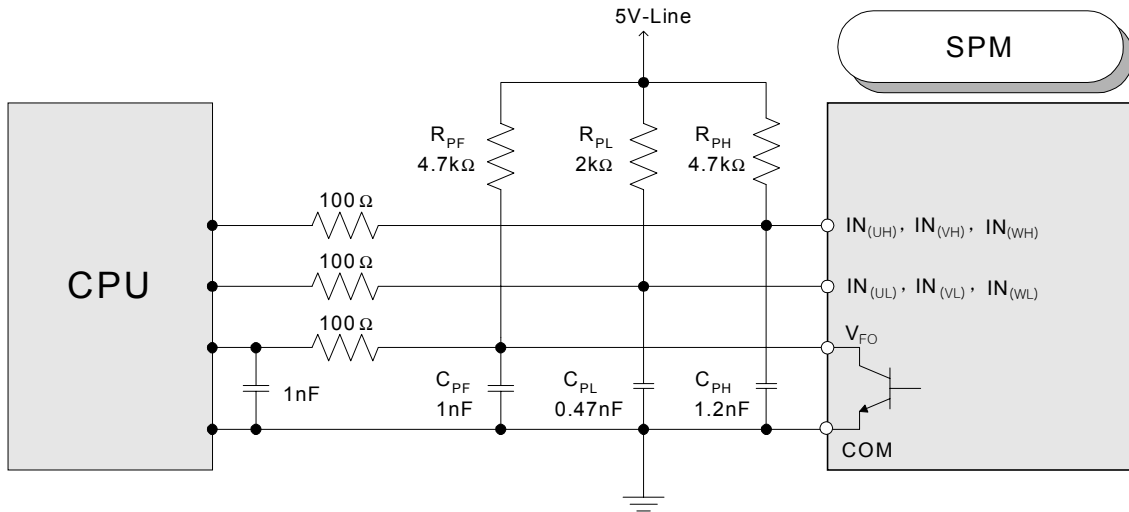 5V-Line
SPM
R_PF
4.7kΩ
R_PL
2kΩ
R_PH
4.7kΩ
100 Ω
IN(UH), IN(VH), IN(WH)
CPU
100 Ω
IN(UL), IN(VL), IN(WL)
100 Ω
V_FO
1nF
C_PF
1nF
C_PL
0.47nF
C_PH
1.2nF
COM